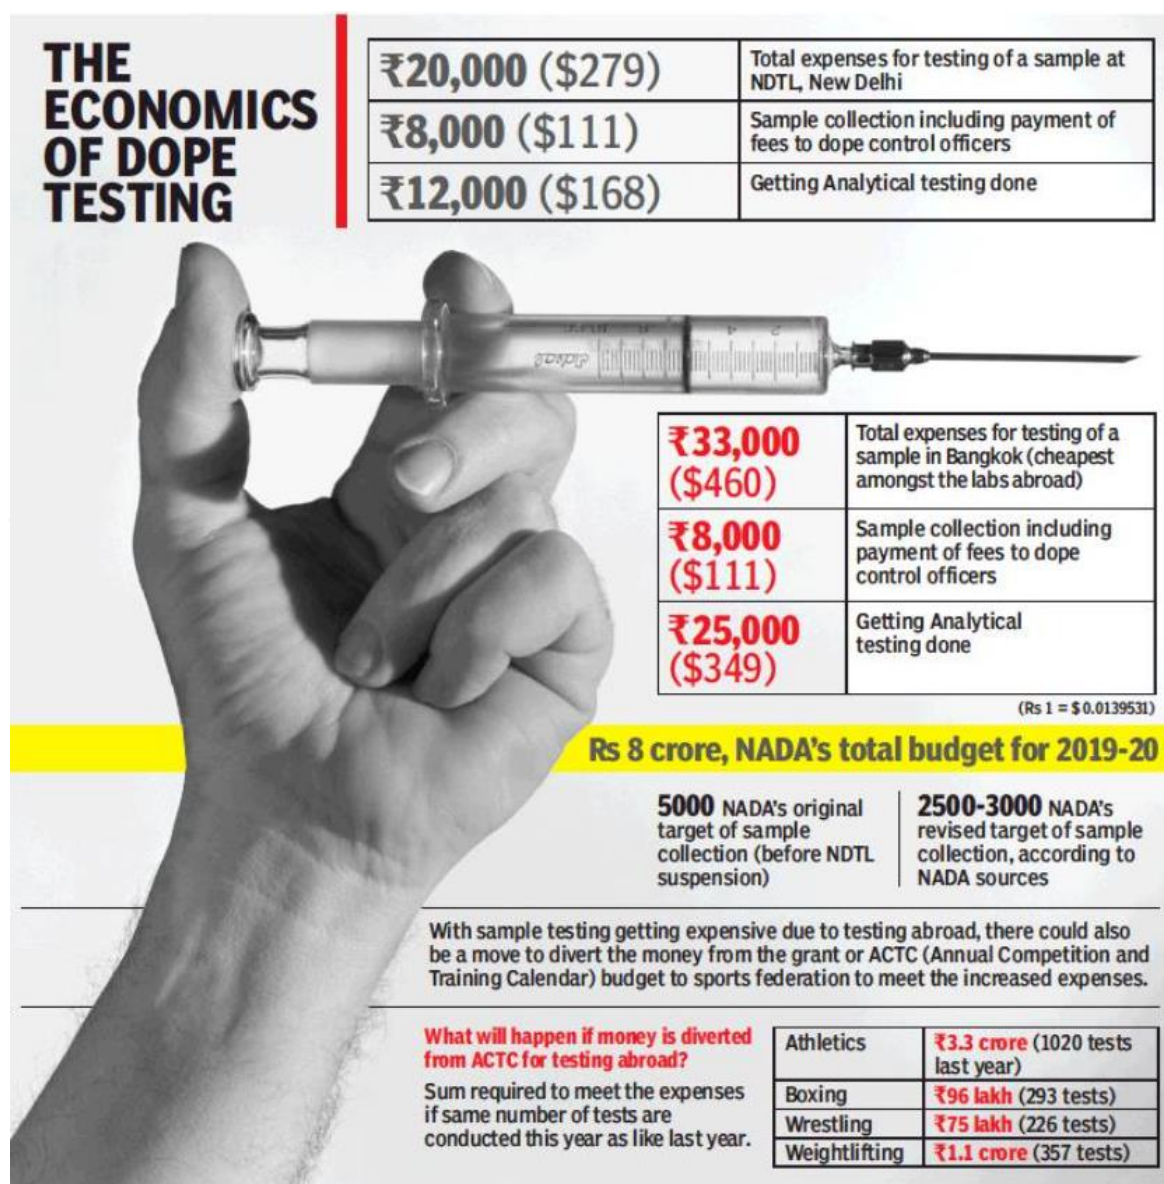 THE
ECONOMICS
OF DOPE
TESTING
₹20,000 ($279)
Total expenses for testing of a sample at
NDTL, New Delhi
₹8,000 ($111)
Sample collection including payment of
fees to dope control officers
₹12,000 ($168)
Getting Analytical testing done
₹33,000
($460)
Total expenses for testing of a
sample in Bangkok (cheapest
amongst the labs abroad)
₹8,000
($111)
Sample collection including
payment of fees to dope
control officers
₹25,000
($349)
Getting Analytical
testing done
(Rs 1 = $0.0139531)
Rs 8 crore, NADA's total budget for 2019-20
5000 NADA's original
target of sample
collection (before NDTL
suspension)
2500-3000 NADA's
revised target of sample
collection, according to
NADA sources
With sample testing getting expensive due to testing abroad, there could also
be a move to divert the money from the grant or ACTC (Annual Competition and
Training Calendar) budget to sports federation to meet the increased expenses.
What will happen if money is diverted
from ACTC for testing abroad?
Sum required to meet the expenses
if same number of tests are
conducted this year as like last year.
Athletics
₹3.3 crore (1020 tests
last year)
Boxing
₹96 lakh (293 tests)
Wrestling
₹75 lakh (226 tests)
Weightlifting
₹1.1 crore (357 tests)